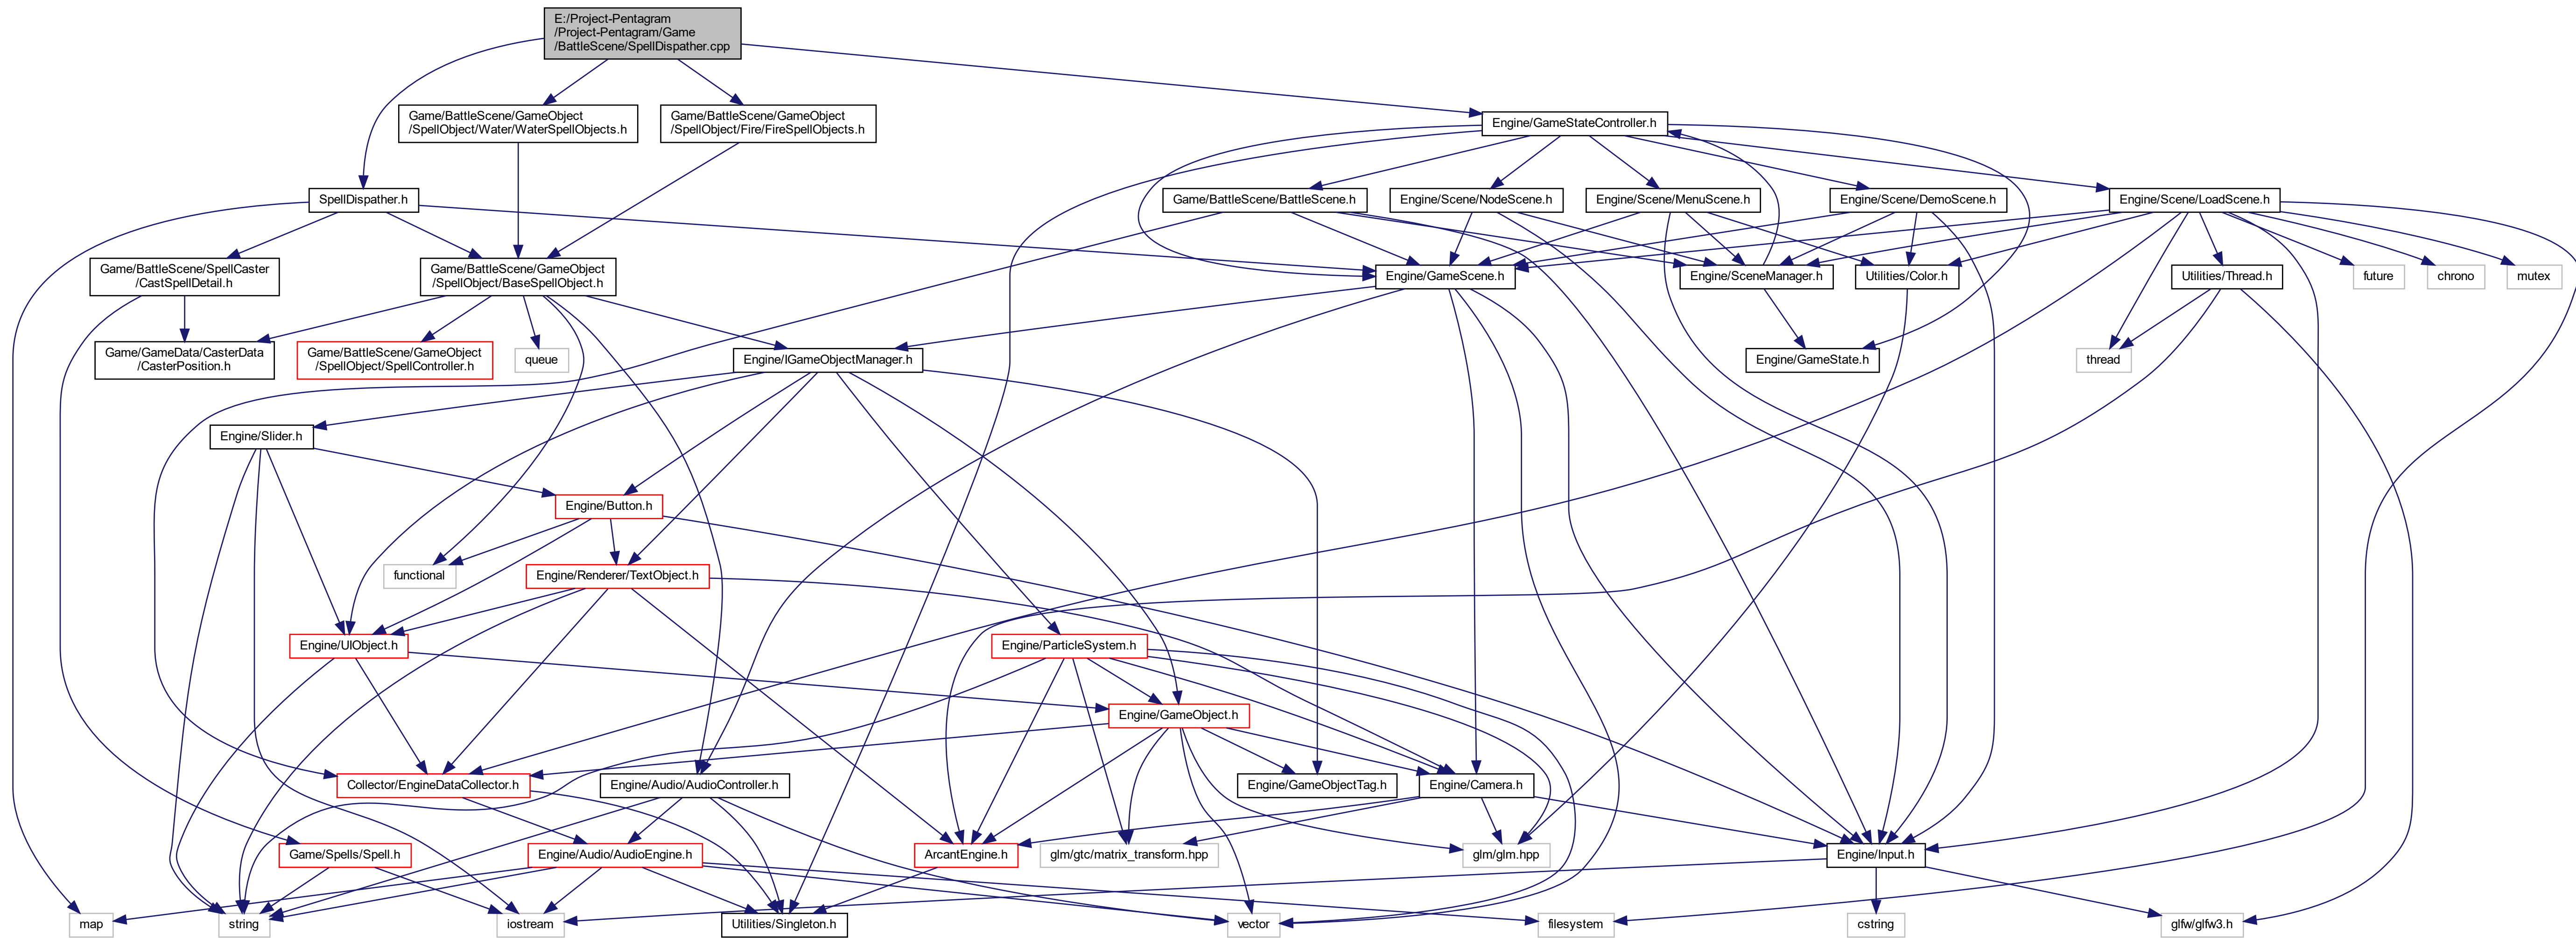 E:/Project-Pentagram
/Project-Pentagram/Game
/BattleScene/SpellDispather.cpp
Game/BattleScene/GameObject
/SpellObject/Water/WaterSpellObjects.h
Game/BattleScene/GameObject
/SpellObject/Fire/FireSpellObjects.h
Engine/GameStateController.h
SpellDispather.h
Game/BattleScene/BattleScene.h
Engine/Scene/NodeScene.h
Engine/Scene/MenuScene.h
Engine/Scene/DemoScene.h
Engine/Scene/LoadScene.h
Game/BattleScene/SpellCaster
/CastSpellDetail.h
Game/BattleScene/GameObject
/SpellObject/BaseSpellObject.h
Engine/GameScene.h
Engine/SceneManager.h
Utilities/Color.h
Utilities/Thread.h
future
chrono
mutex
Game/GameData/CasterData
/CasterPosition.h
Game/BattleScene/GameObject
/SpellObject/SpellController.h
queue
Engine/IGameObjectManager.h
Engine/GameState.h
thread
Engine/Slider.h
Engine/Button.h
functional
Engine/Renderer/TextObject.h
Engine/UIObject.h
Engine/ParticleSystem.h
Engine/GameObject.h
Collector/EngineDataCollector.h
Engine/Audio/AudioController.h
Engine/GameObjectTag.h
Engine/Camera.h
Game/Spells/Spell.h
Engine/Audio/AudioEngine.h
ArcantEngine.h
glm/gtc/matrix_transform.hpp
glm/glm.hpp
Engine/Input.h
map
string
iostream
Utilities/Singleton.h
vector
filesystem
cstring
glfw/glfw3.h